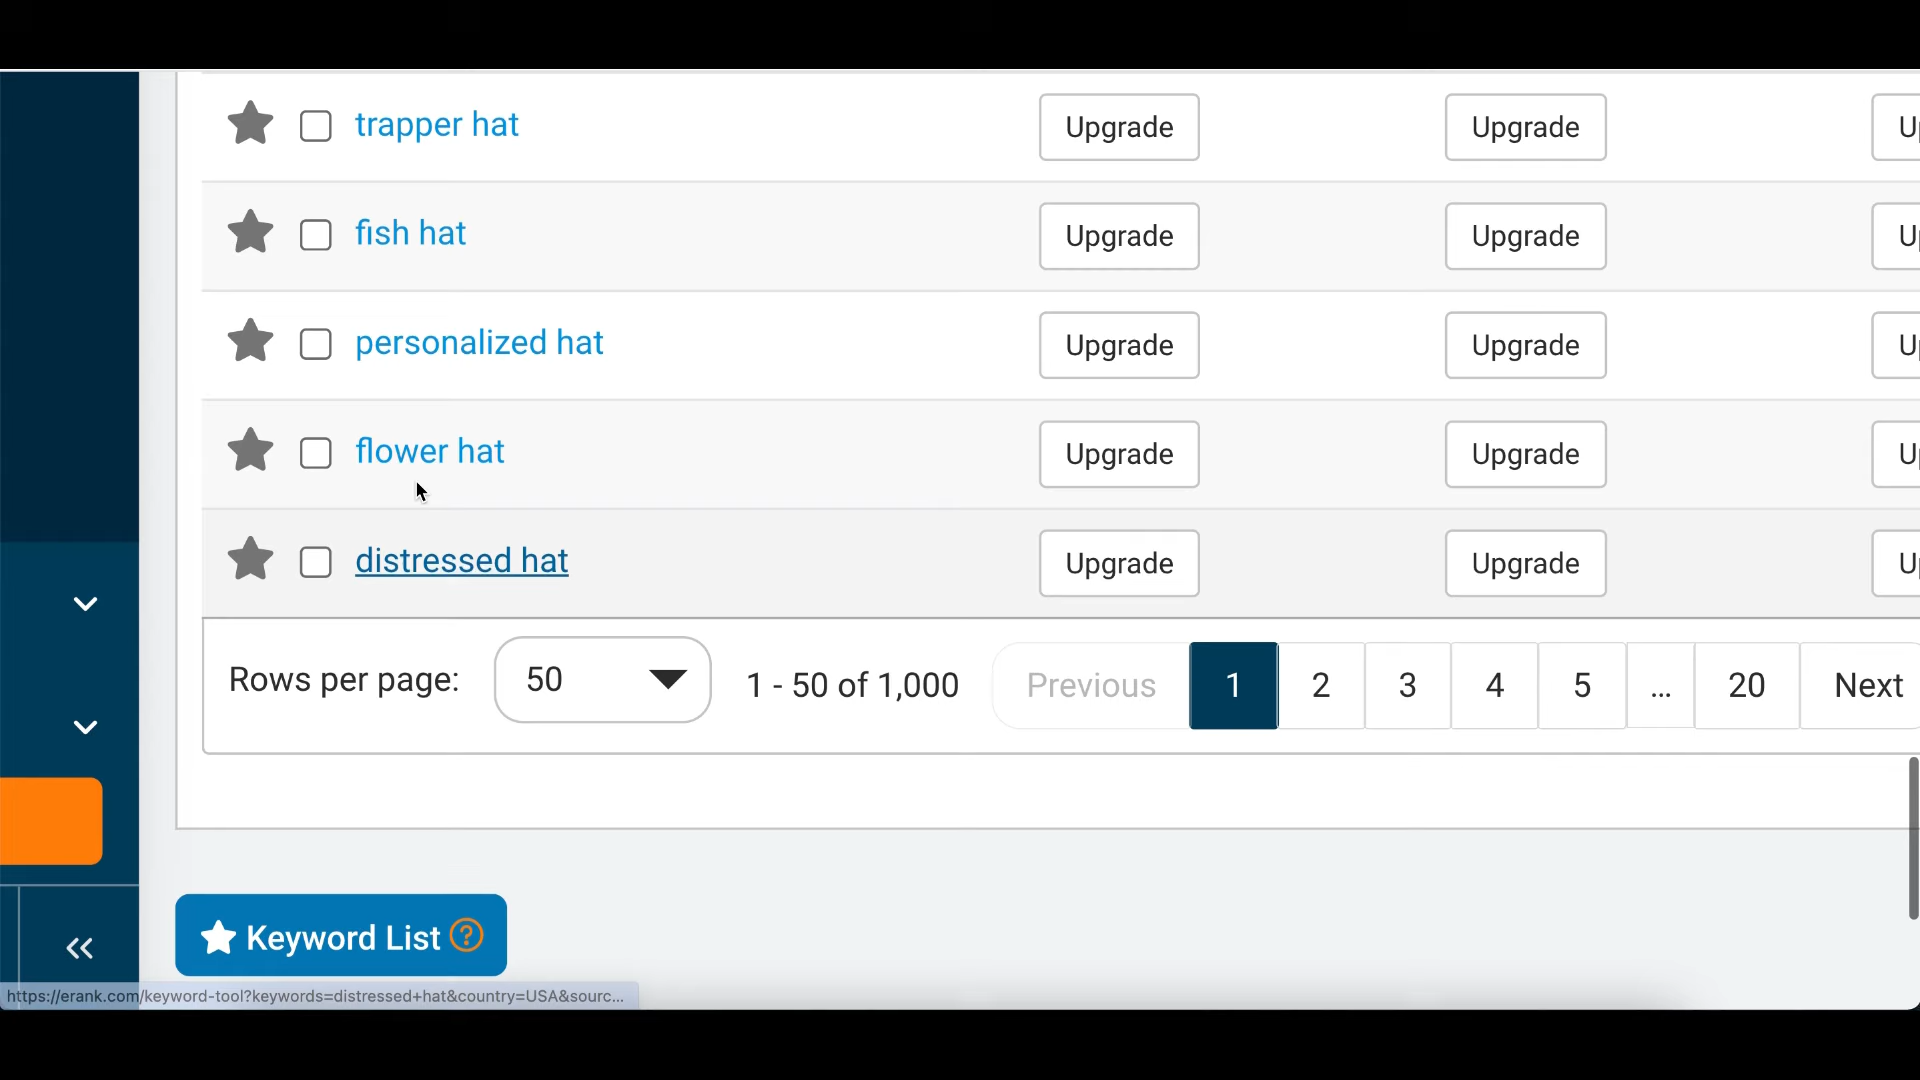 trapper hat Upgrade Upgrade
fish hat Upgrade Upgrade
personalized hat Upgrade Upgrade
flower hat Upgrade Upgrade
distressed hat Upgrade Upgrade
Rows per page: 50 1 - 50 of 1,000 Previous 1 2 3 4 5 ... 20 Next
Keyword List ?
https://erank.com/keyword-tool?keywords=distressed+hat&country=USA&sourc...